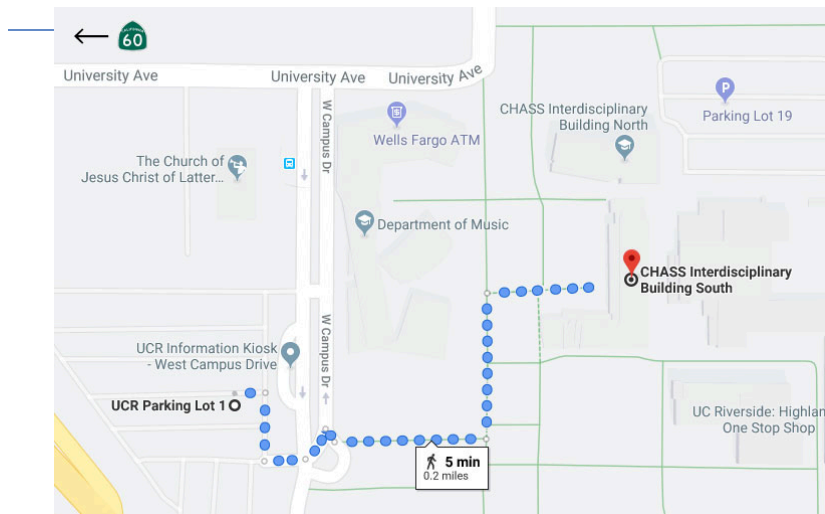 CALIFORNIA
60
University Ave
University Ave
University Ave
W Campus Dr
CHASS Interdisciplinary
Building North
P
Parking Lot 19
Wells Fargo ATM
The Church of
Jesus Christ of Latter...
Department of Music
CHASS Interdisciplinary
Building South
W Campus Dr
UCR Information Kiosk
- West Campus Drive
UCR Parking Lot 1
UC Riverside: Highlan
One Stop Shop
5 min
0.2 miles